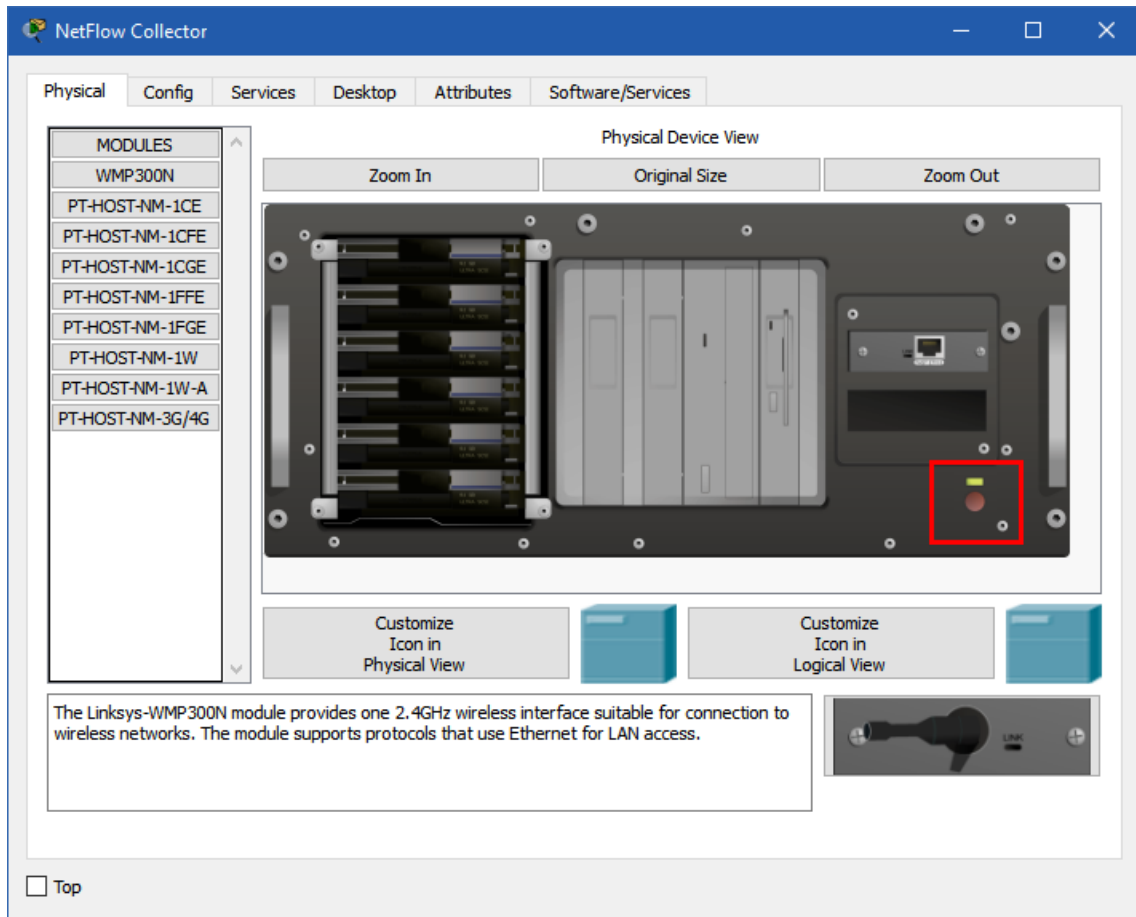 NetFlow Collector
Physical
Config
Services
Desktop
Attributes
Software/Services
MODULES
WMP300N
PT-HOST-NM-1CE
PT-HOST-NM-1CFE
PT-HOST-NM-1CGE
PT-HOST-NM-1FFE
PT-HOST-NM-1FGE
PT-HOST-NM-1W
PT-HOST-NM-1W-A
PT-HOST-NM-3G/4G
Physical Device View
Zoom In
Original Size
Zoom Out
Customize
Icon in
Physical View
Customize
Icon in
Logical View
The Linksys-WMP300N module provides one 2.4GHz wireless interface suitable for connection to
wireless networks. The module supports protocols that use Ethernet for LAN access.
LINK
Top